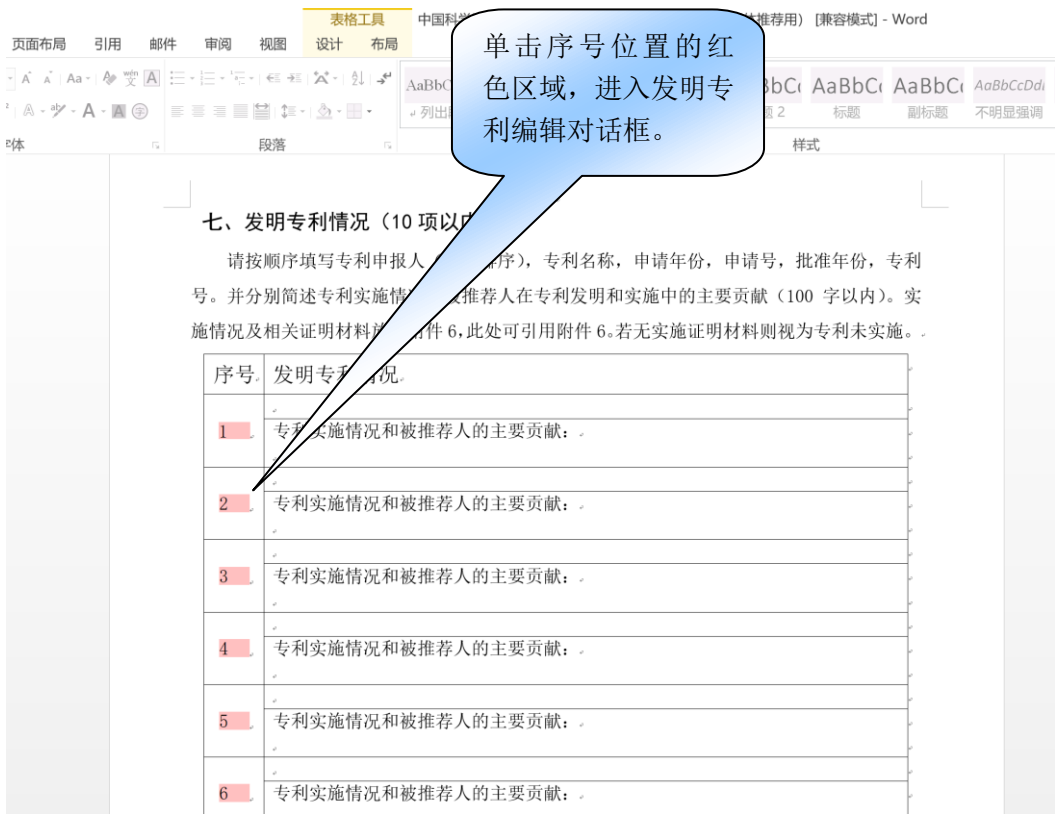 表格工具 中国科学 体推荐用） [兼容模式] - Word
页面布局 引用 邮件 审阅 视图 设计 布局
单击序号位置的红
色区域，进入发明专
利编辑对话框。
Aa
AaBbC BbC AaBbC AaBbC AaBbCcDdI
列出 题 2 标题 副标题 不明显强调
字体 段落 样式
七、发明专利情况（10 项以内
请按顺序填写专利申报人 排序），专利名称，申请年份，申请号，批准年份，专利
号。并分别简述专利实施情 被推荐人在专利发明和实施中的主要贡献（100 字以内）。实
施情况及相关证明材料 附件 6，此处可引用附件 6。若无实施证明材料则视为专利未实施。
序号 发明专利情况
1 专利实施情况和被推荐人的主要贡献：
2 专利实施情况和被推荐人的主要贡献：
3 专利实施情况和被推荐人的主要贡献：
4 专利实施情况和被推荐人的主要贡献：
5 专利实施情况和被推荐人的主要贡献：
6 专利实施情况和被推荐人的主要贡献：